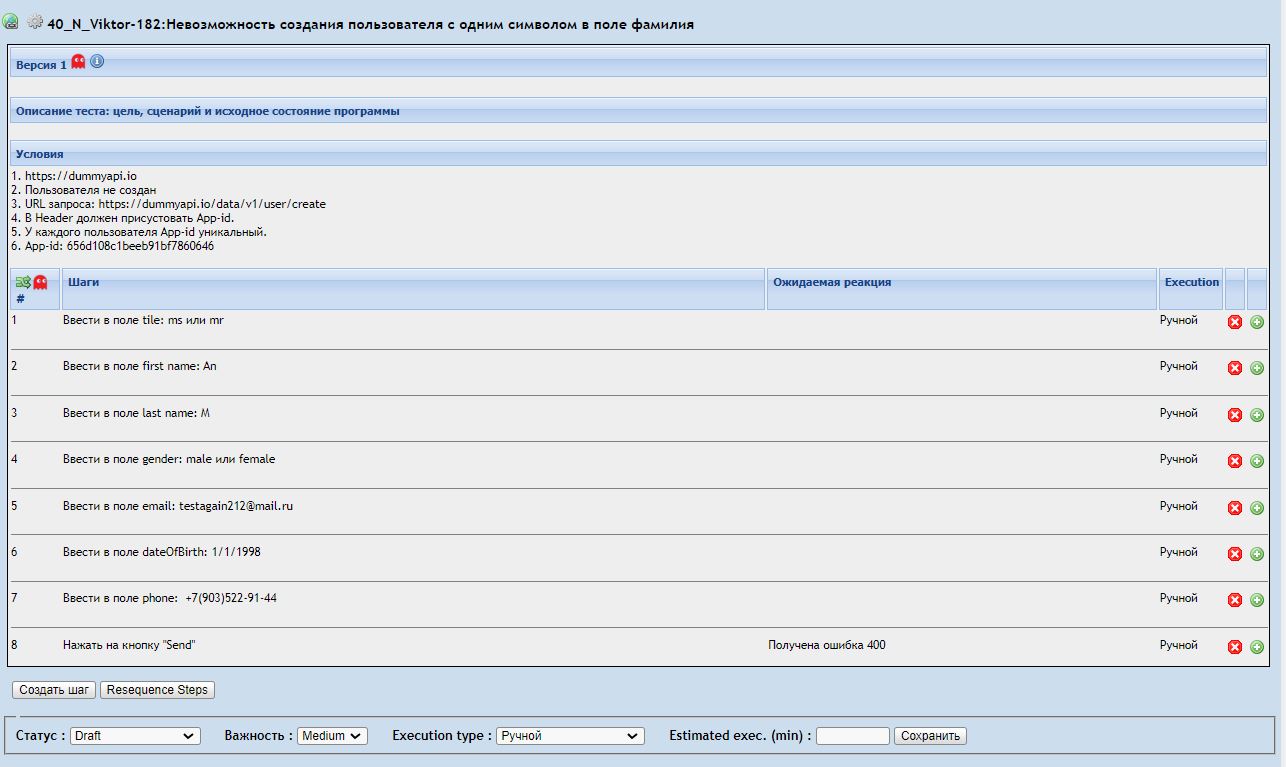 40_N_Viktor-182:Невозможность создания пользователя с одним символом в поле фамилия
Версия 1
Описание теста: цель, сценарий и исходное состояние программы
Условия
1. https://dummyapi.io
2. Пользователя не создан
3. URL запроса: https://dummyapi.io/data/v1/user/create
4. В Header должен присустовать App-id.
5. У каждого пользователя App-id уникальный.
6. App-id: 656d108c1beeb91bf7860646
# Шаги Ожидаемая реакция Execution
1 Ввести в поле tile: ms или mr Ручной
2 Ввести в поле first name: An Ручной
3 Ввести в поле last name: M Ручной
4 Ввести в поле gender: male или female Ручной
5 Ввести в поле email: testagain212@mail.ru Ручной
6 Ввести в поле dateOfBirth: 1/1/1998 Ручной
7 Ввести в поле phone: +7(903)522-91-44 Ручной
8 Нажать на кнопку "Send" Получена ошибка 400 Ручной
Создать шаг Resequence Steps
Статус : Draft Важность : Medium Execution type : Ручной Estimated exec. (min) : Сохранить